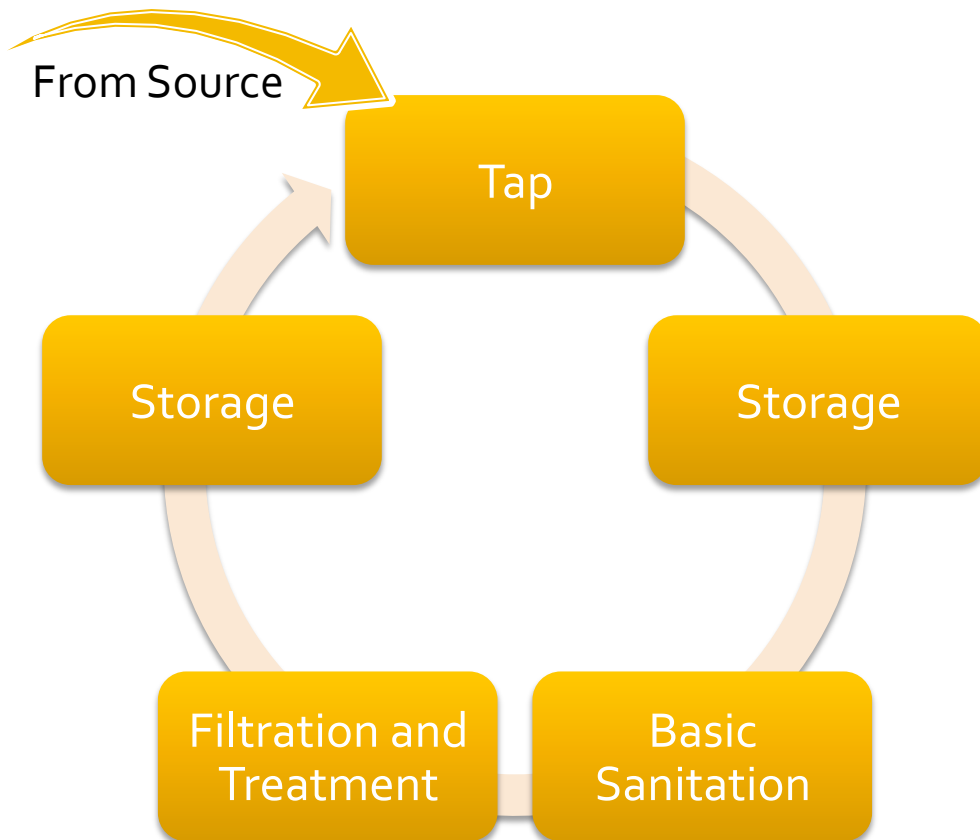 From Source
Tap
Storage
Storage
Filtration and
Treatment
Basic
Sanitation